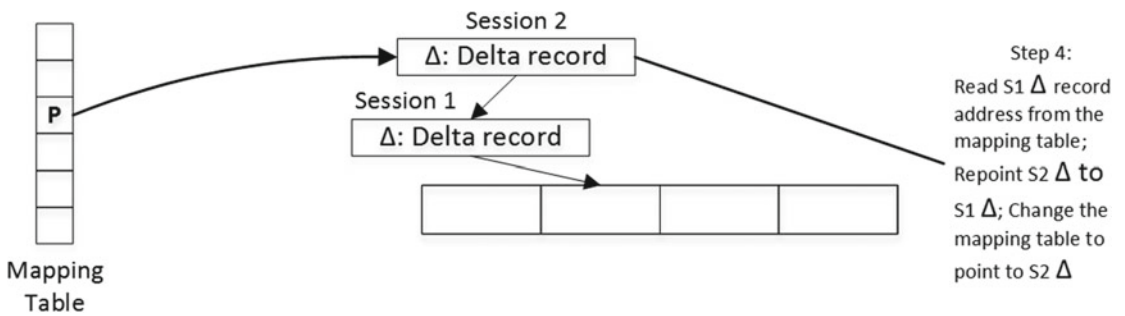 Session 2
Δ: Delta record
Session 1
Δ: Delta record
P
Mapping
Table
Step 4:
Read S1 Δ record
address from the
mapping table;
Repoint S2 Δ to
S1 Δ; Change the
mapping table to
point to S2 Δ